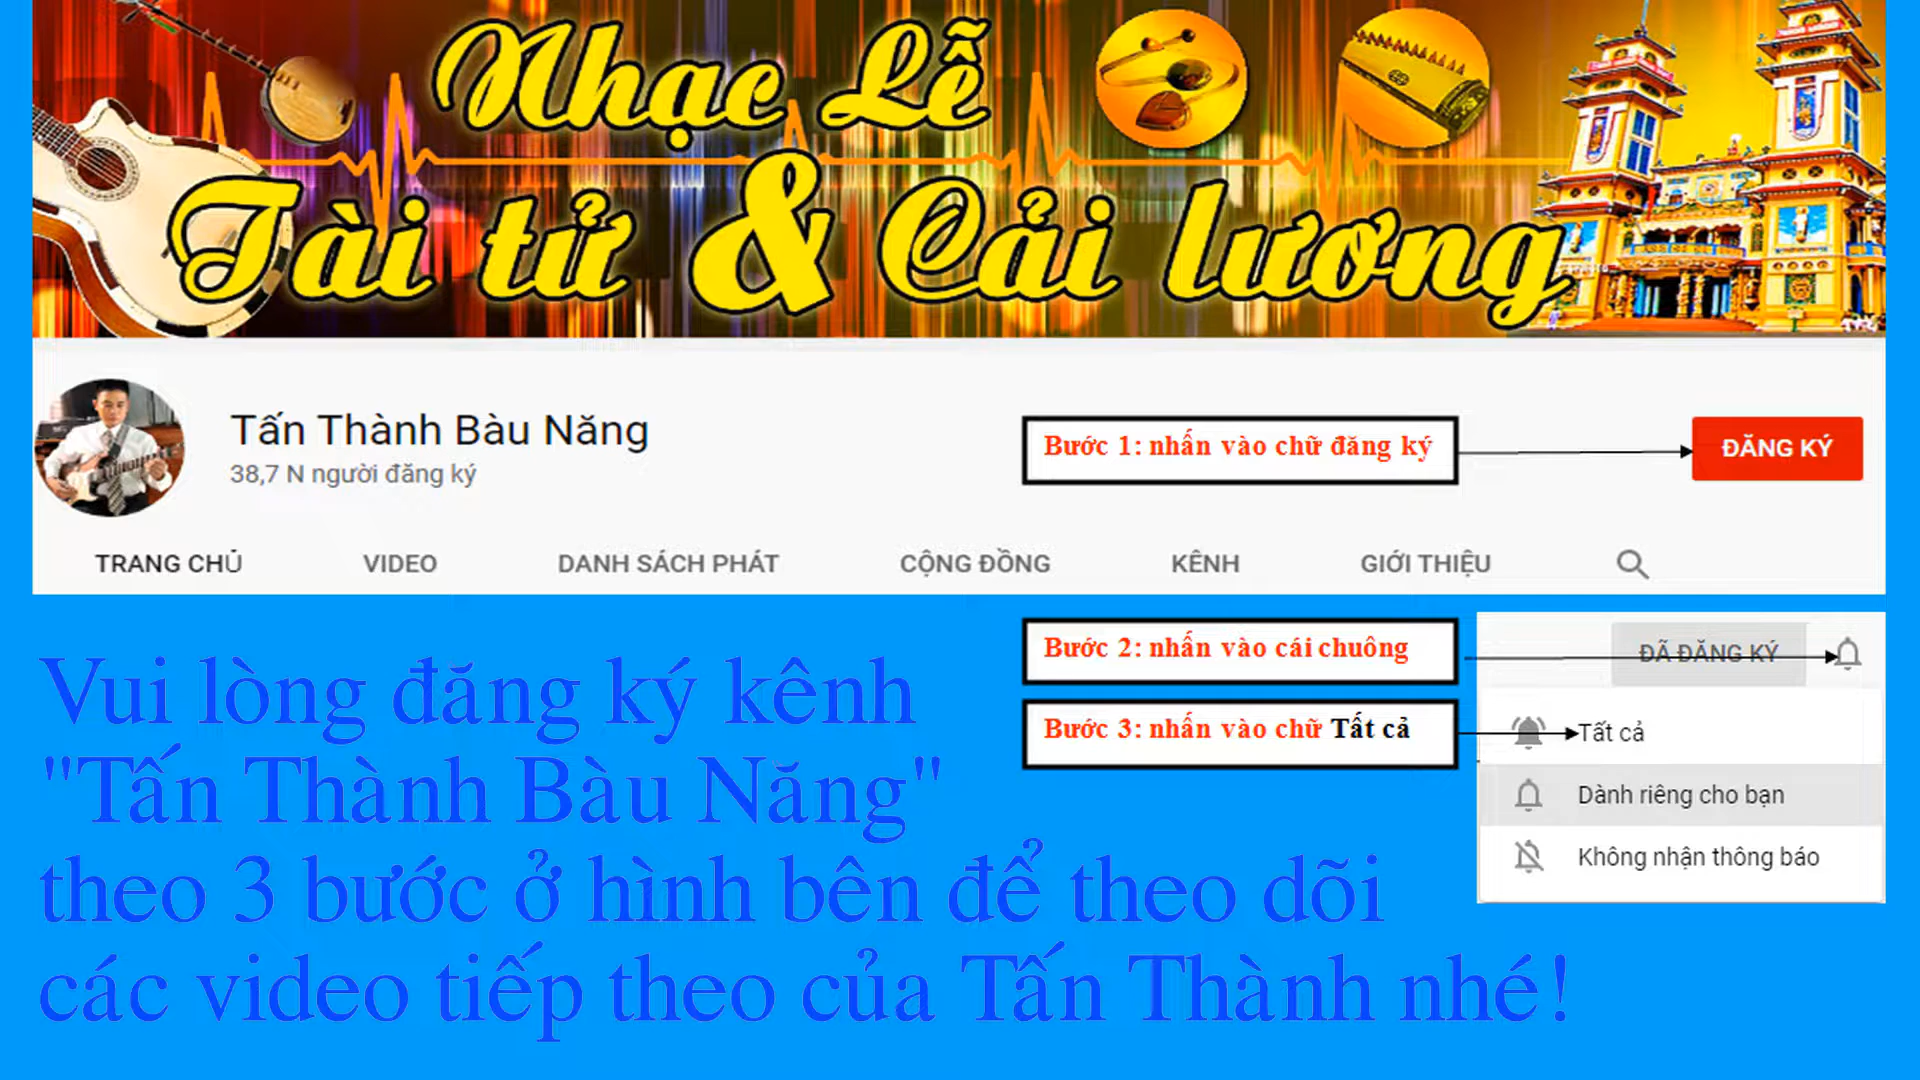 Nhạc Lễ
Tài tử & Cải lương
Tấn Thành Bàu Năng
38,7 N người đăng ký
Bước 1: nhấn vào chữ đăng ký
ĐĂNG KÝ
TRANG CHỦ VIDEO DANH SÁCH PHÁT CỘNG ĐỒNG KÊNH GIỚI THIỆU
Bước 2: nhấn vào cái chuông
ĐÃ ĐĂNG KÝ
Bước 3: nhấn vào chữ Tất cả
Tất cả
Dành riêng cho bạn
Không nhận thông báo
Vui lòng đăng ký kênh
"Tấn Thành Bàu Năng"
theo 3 bước ở hình bên để theo dõi
các video tiếp theo của Tấn Thành nhé!